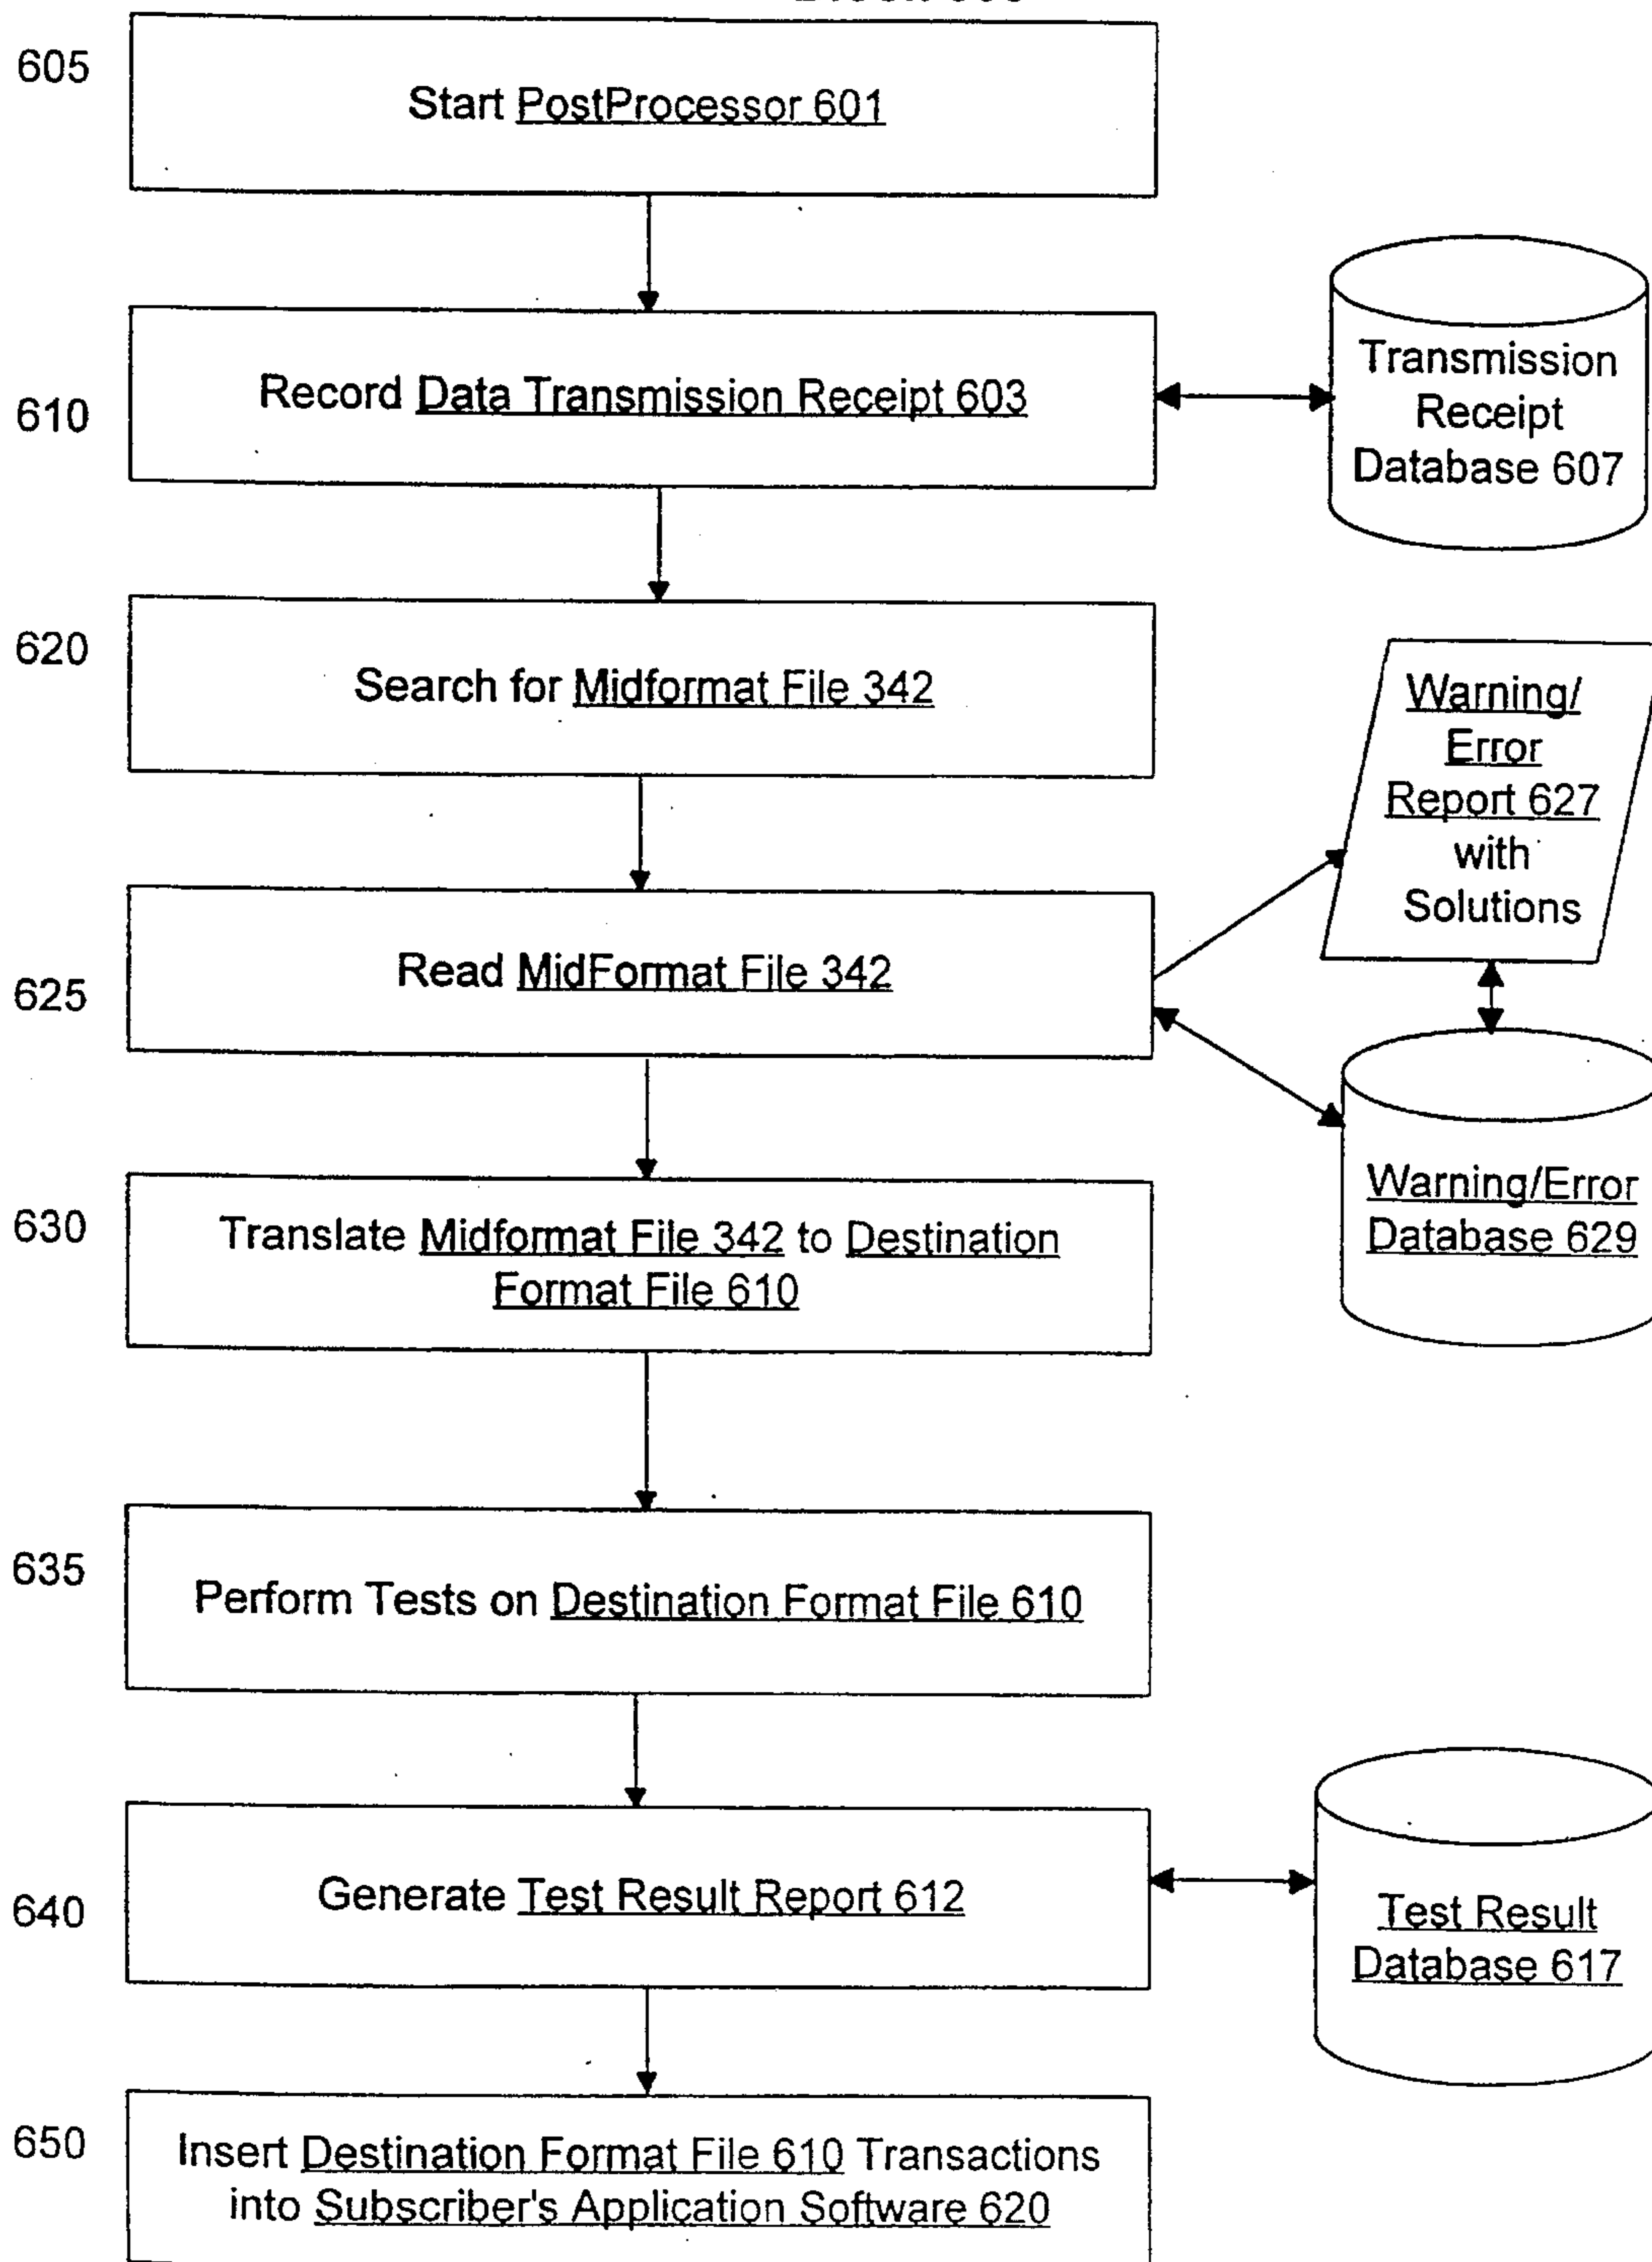 605
Start PostProcessor 601
610
Record Data Transmission Receipt 603
Transmission
Receipt
Database 607
620
Search for Midformat File 342
Warning/
Error
Report 627
with
Solutions
625
Read MidFormat File 342
Warning/Error
Database 629
630
Translate Midformat File 342 to Destination
Format File 610
635
Perform Tests on Destination Format File 610
640
Generate Test Result Report 612
Test Result
Database 617
650
Insert Destination Format File 610 Transactions
into Subscriber's Application Software 620